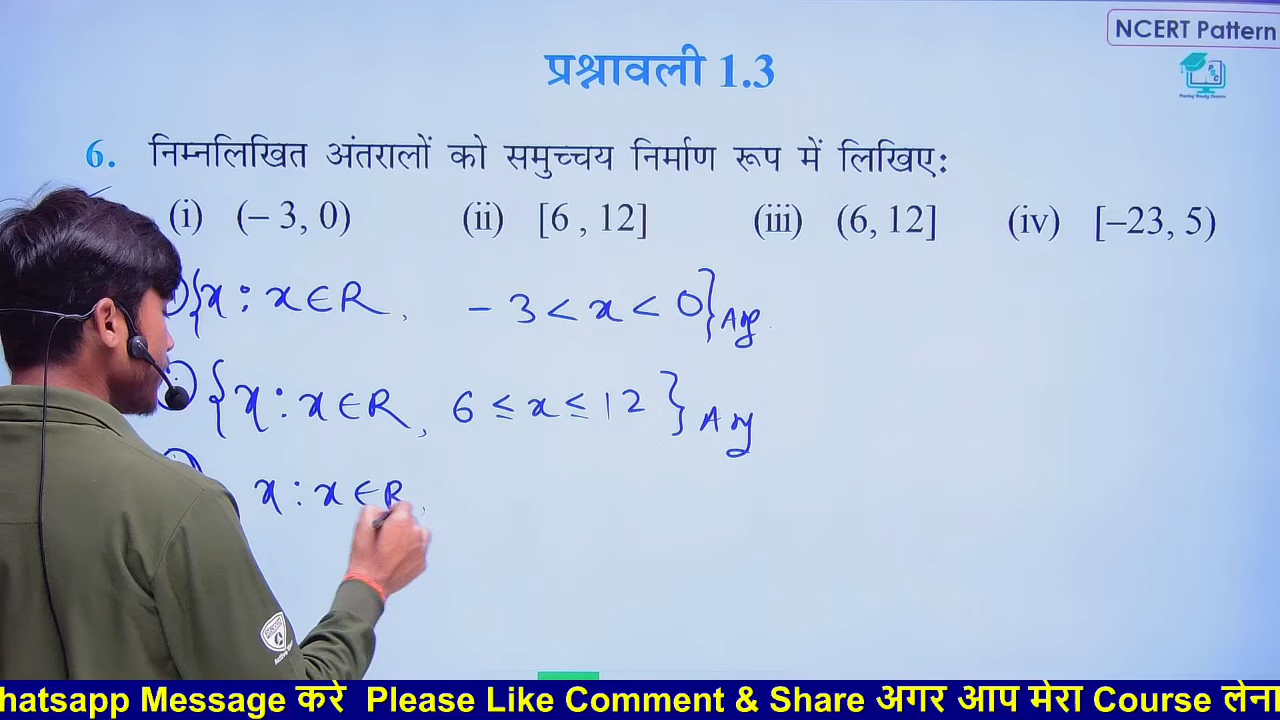 NCERT Pattern
प्रश्नावली 1.3
6. निम्नलिखित अंतरालों को समुच्चय निर्माण रूप में लिखिए:
(i) (– 3, 0) (ii) [6 , 12] (iii) (6, 12] (iv) [–23, 5)
{x : x ∈ R, - 3 < x < 0} Ans
{x : x ∈ R, 6 ≤ x ≤ 12} Ans
x : x ∈ R,
hatsapp Message करे Please Like Comment & Share अगर आप मेरा Course लेना